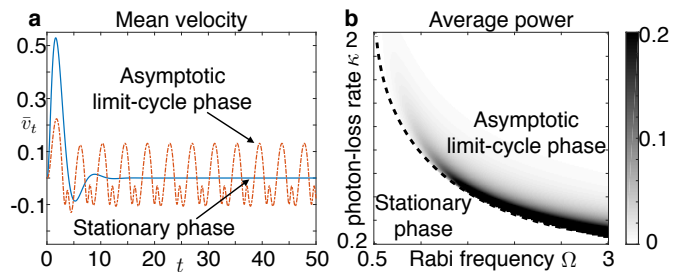 a Mean velocity
0.5
0.3
v̄ₜ
0.1
-0.1
Asymptotic
limit-cycle phase
Stationary phase
0 10 20 30 40 50
t
b Average power
photon-loss rate κ
2
0.2
Asymptotic
limit-cycle phase
Stationary
phase
0.5 Rabi frequency Ω 3
0.2
0.1
0